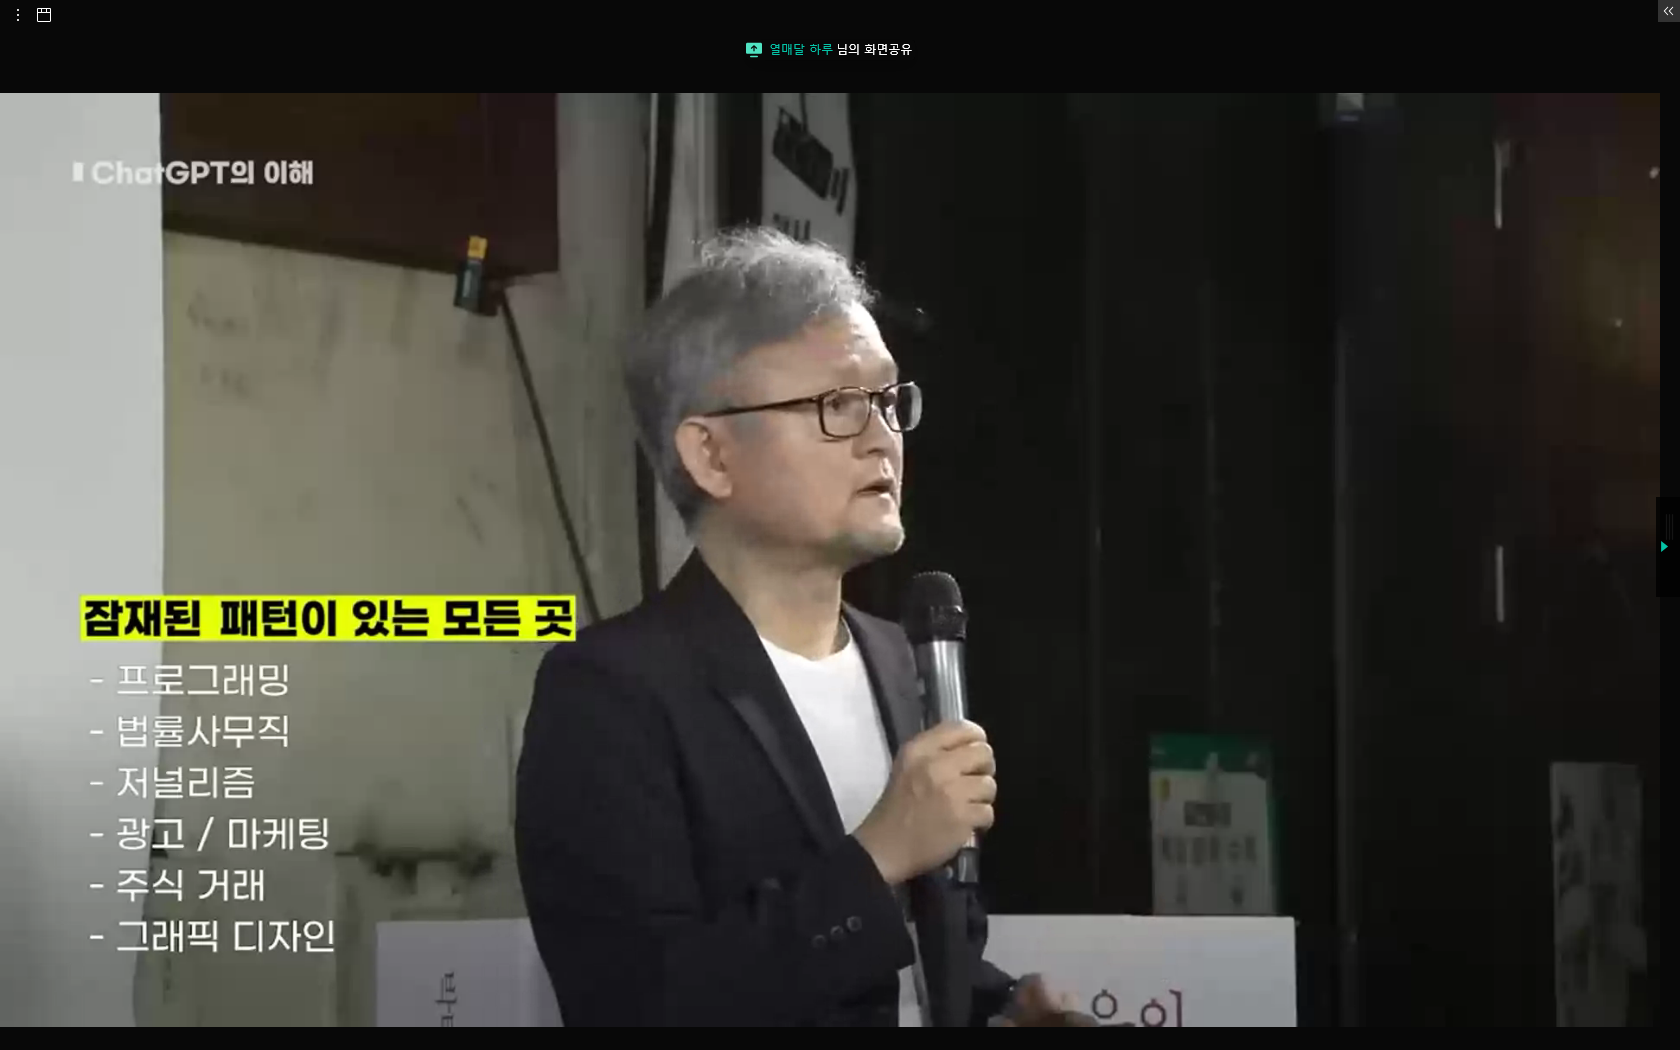 열매달 하루 님의 화면공유
ChatGPT의 이해
잠재된 패턴이 있는 모든 곳
- 프로그래밍
- 법률사무직
- 저널리즘
- 광고 / 마케팅
- 주식 거래
- 그래픽 디자인